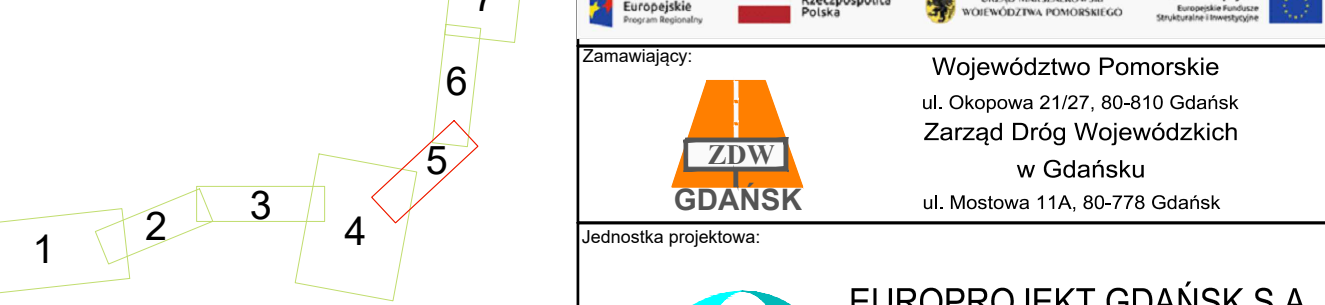 7
6
5
4
3
2
1
Europejskie
Program Regionalny
Rzeczpospolita
Polska
WOJEWÓDZTWA POMORSKIEGO
Europejskie Fundusze
Strukturalne i Inwestycyjne
Zamawiający:
ZDW
GDAŃSK
Województwo Pomorskie
ul. Okopowa 21/27, 80-810 Gdańsk
Zarząd Dróg Wojewódzkich
w Gdańsku
ul. Mostowa 11A, 80-778 Gdańsk
Jednostka projektowa:
EUROPROJEKT GDAŃSK S.A.